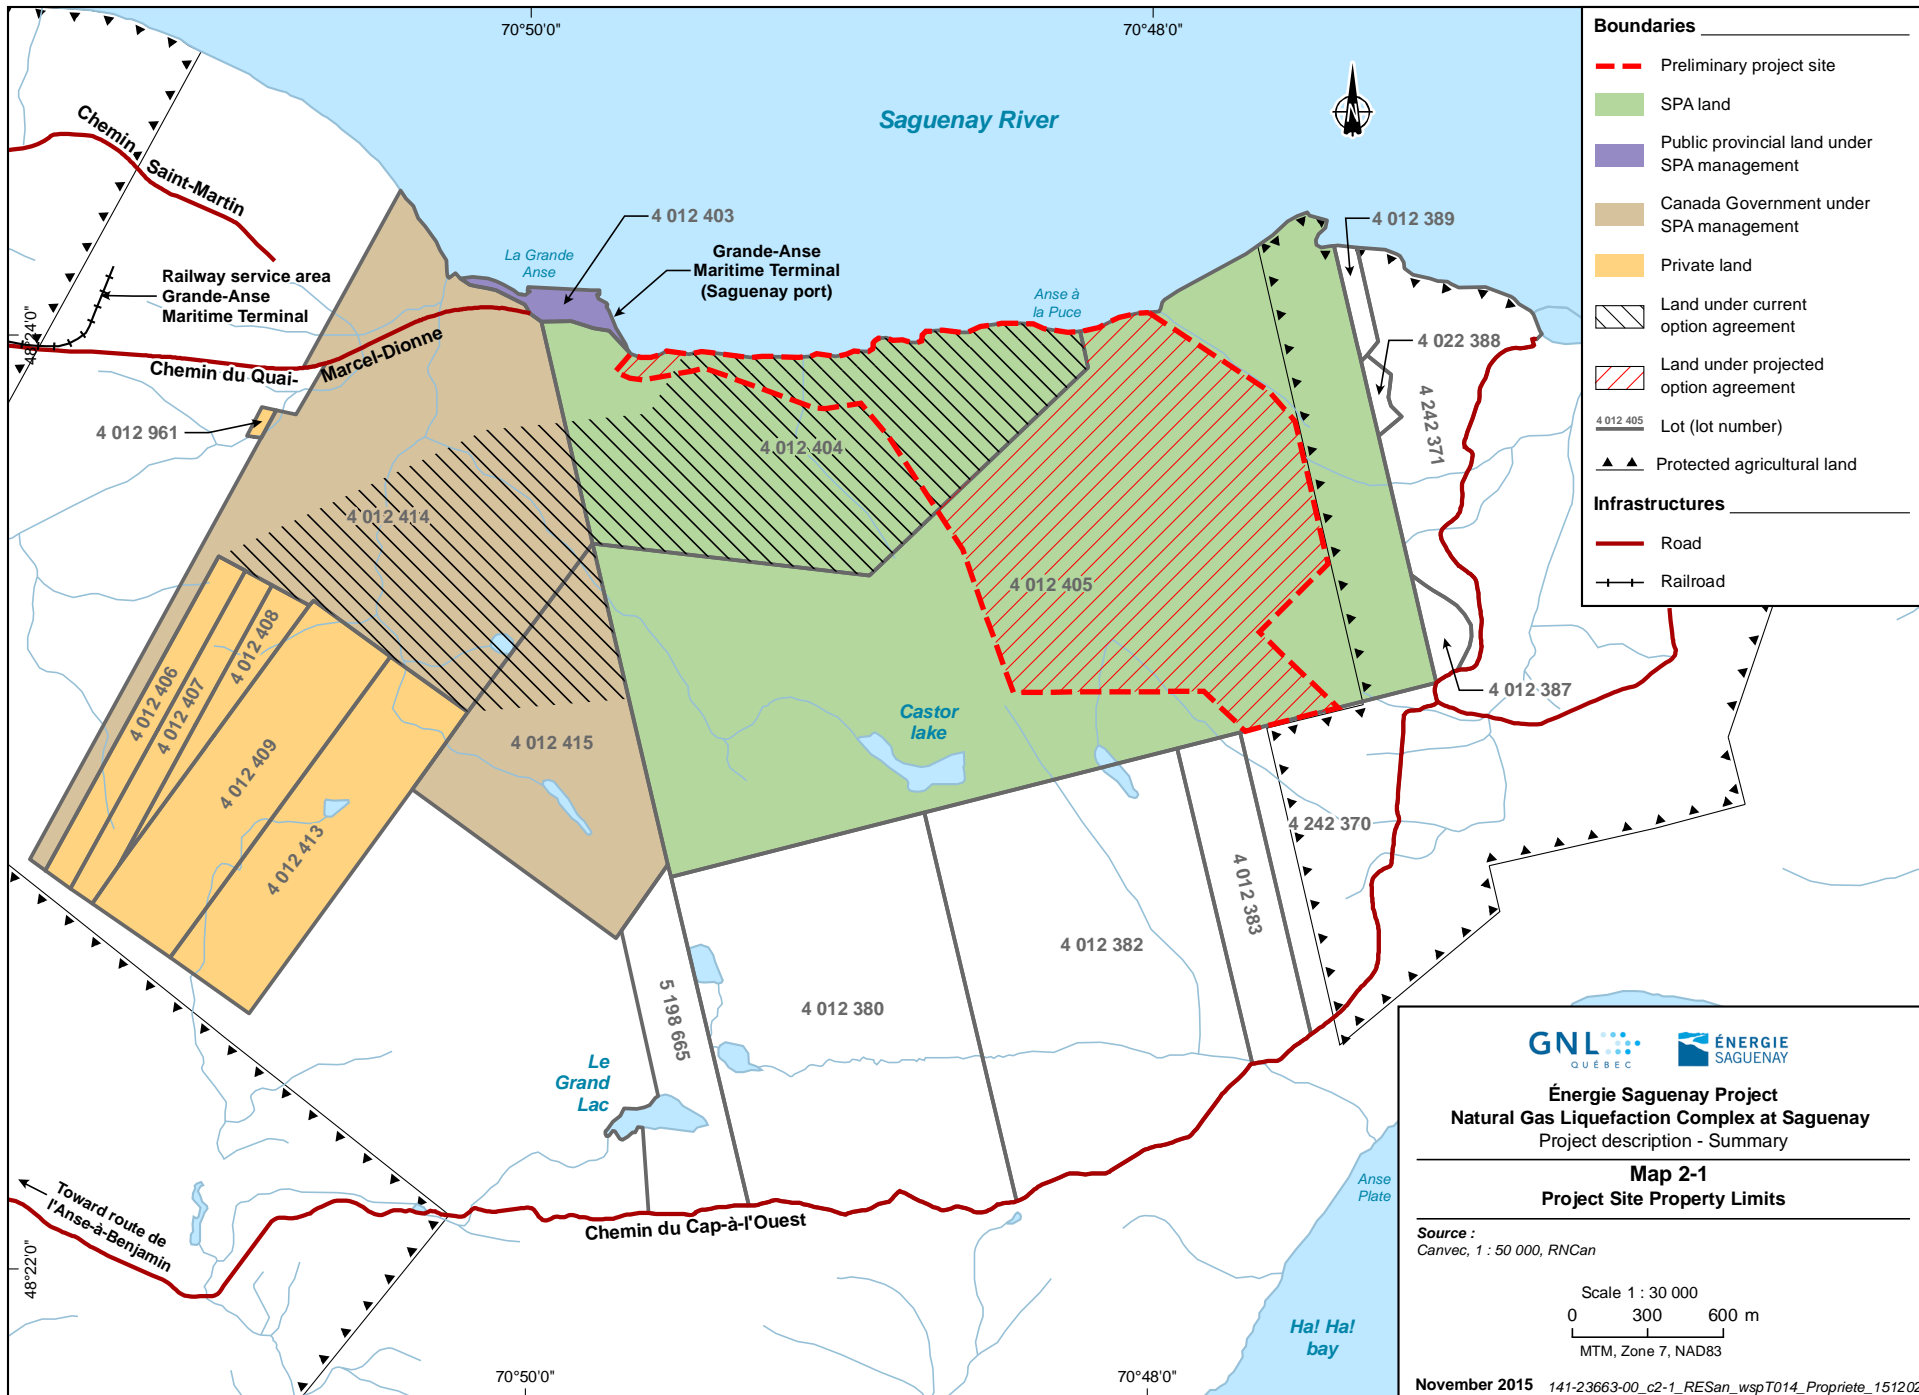 70°50'0"
70°48'0"
Saguenay River
Chemin
Saint-Martin
Railway service area
Grande-Anse
Maritime Terminal
48°24'0"
Chemin du Quai-
Marcel-Dionne
La Grande
Anse
4 012 403
Grande-Anse
Maritime Terminal
(Saguenay port)
Anse à
la Puce
4 012 389
4 022 388
4 242 371
4 012 961
4 012 404
4 012 414
4 012 405
4 012 406
4 012 407
4 012 408
4 012 409
4 012 413
4 012 415
Castor
lake
4 012 387
4 242 370
4 012 383
4 012 382
4 012 380
5 198 665
Le
Grand
Lac
Toward route de
l'Anse-à-Benjamin
Chemin du Cap-à-l'Ouest
48°22'0"
Anse
Plate
Ha! Ha!
bay
70°50'0"
70°48'0"
Boundaries
Preliminary project site
SPA land
Public provincial land under
SPA management
Canada Government under
SPA management
Private land
Land under current
option agreement
Land under projected
option agreement
4 012 405
Lot (lot number)
Protected agricultural land
Infrastructures
Road
Railroad
GNL
QUÉBEC
ÉNERGIE
SAGUENAY
Énergie Saguenay Project
Natural Gas Liquefaction Complex at Saguenay
Project description - Summary
Map 2-1
Project Site Property Limits
Source :
Canvec, 1 : 50 000, RNCan
Scale 1 : 30 000
0 300 600 m
MTM, Zone 7, NAD83
November 2015 141-23663-00_c2-1_RESan_wspT014_Propriete_151202